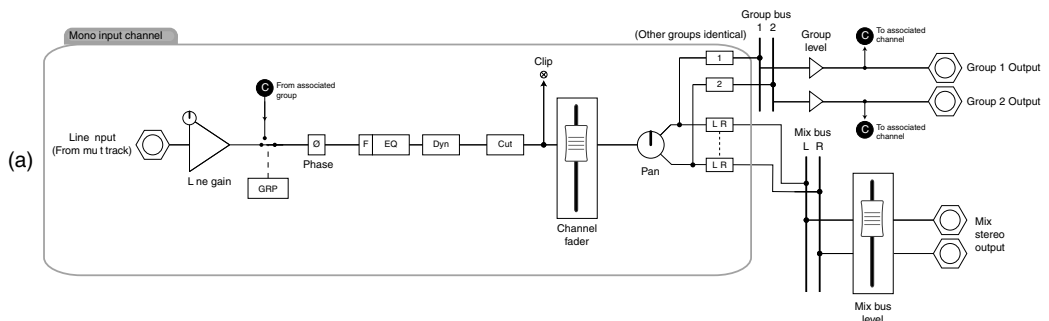 Mono input channel
(Other groups identical)
Group bus
1 2
Group
level
C
To associated
channel
Group 1 Output
Group 2 Output
C
To associated
channel
1
2
Clip
C
From associated
group
Line nput
(From mu t track)
(a)
L ne gain
GRP
Ø
Phase
F
EQ
Dyn
Cut
Channel
fader
Pan
L R
L R
Mix bus
L R
Mix
stereo
output
Mix bus
level